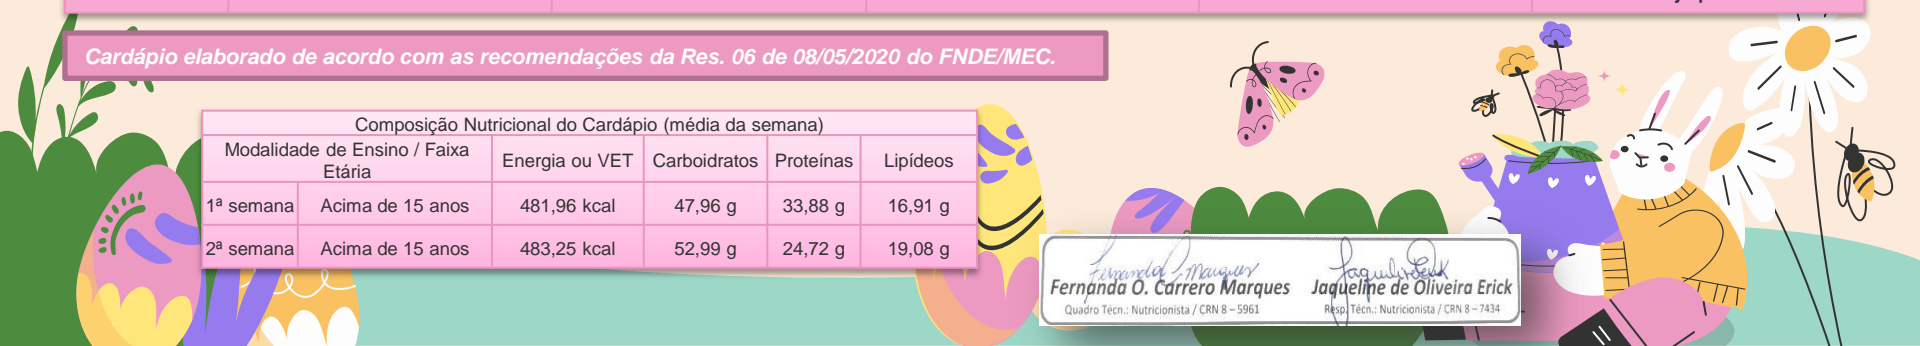 Cardápio elaborado de acordo com as recomendações da Res. 06 de 08/05/2020 do FNDE/MEC.
Composição Nutricional do Cardápio (média da semana)
Modalidade de Ensino / Faixa Etária Energia ou VET Carboidratos Proteínas Lipídeos
1ª semana Acima de 15 anos 481,96 kcal 47,96 g 33,88 g 16,91 g
2ª semana Acima de 15 anos 483,25 kcal 52,99 g 24,72 g 19,08 g
Fernanda O. Carrero Marques Jaqueline de Oliveira Erick
Quadro Técn.: Nutricionista / CRN 8 – 5961 Resp. Técn.: Nutricionista / CRN 8 – 7434